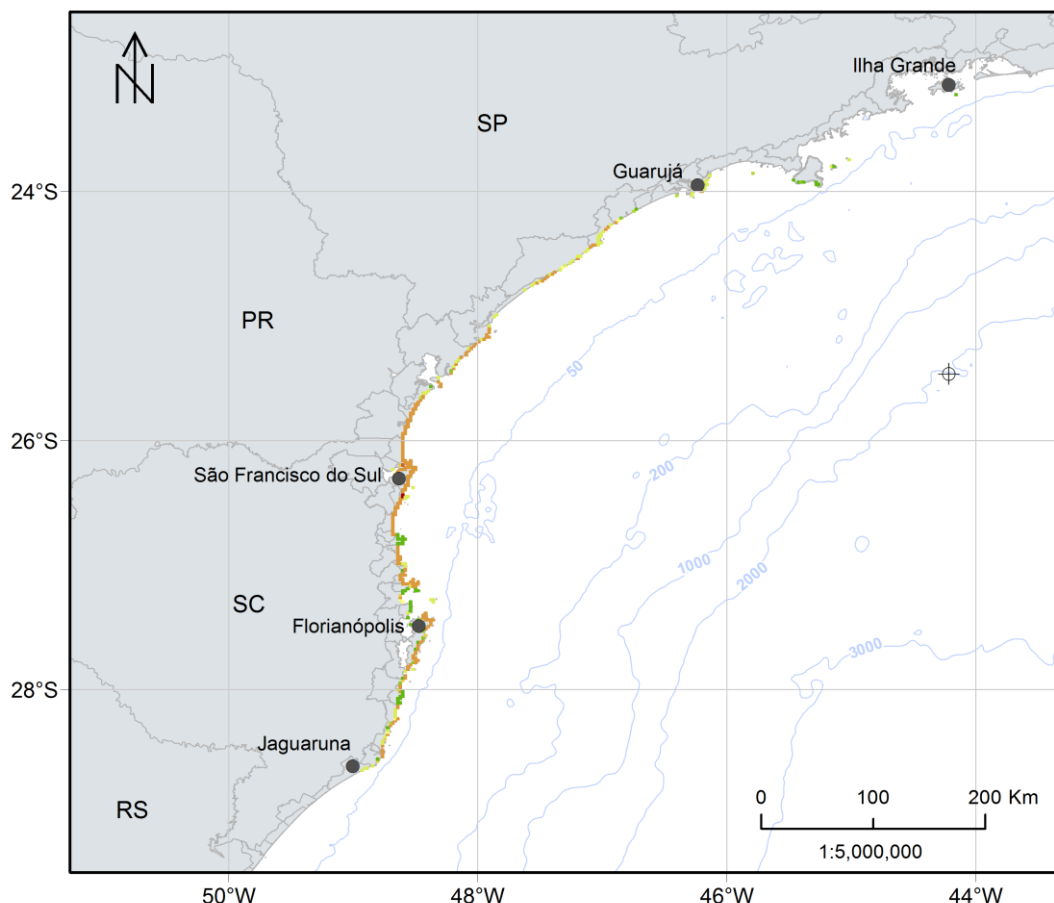 N
Ilha Grande
SP
Guarujá
24°S
PR
50
26°S
200
São Francisco do Sul
1000
2000
SC
Florianópolis
3000
28°S
Jaguaruna
RS
0 100 200 Km
1:5,000,000
50°W 48°W 46°W 44°W